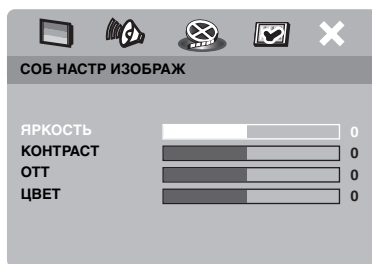 СОБ НАСТР ИЗОБРАЖ
ЯРКОСТЬ 0
КОНТРАСТ 0
ОТТ 0
ЦВЕТ 0